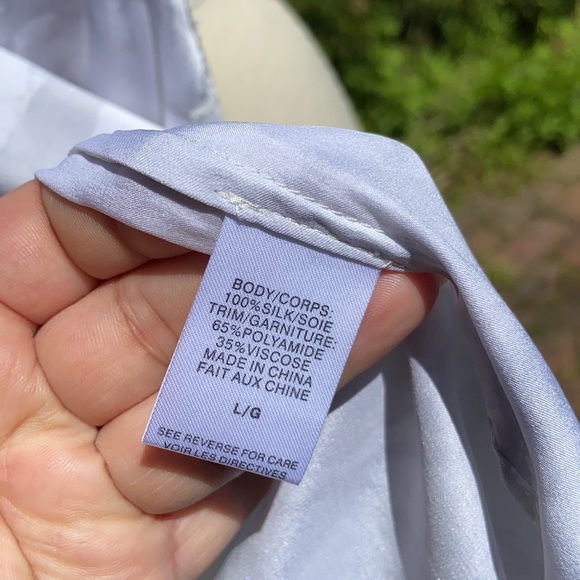 BODY/CORPS:
100%SILK/SOIE
TRIM/GARNITURE:
65%POLYAMIDE
35%VISCOSE
MADE IN CHINA
FAIT AUX CHINE
L/G
SEE REVERSE FOR CARE
VOIR LES DIRECTIVES